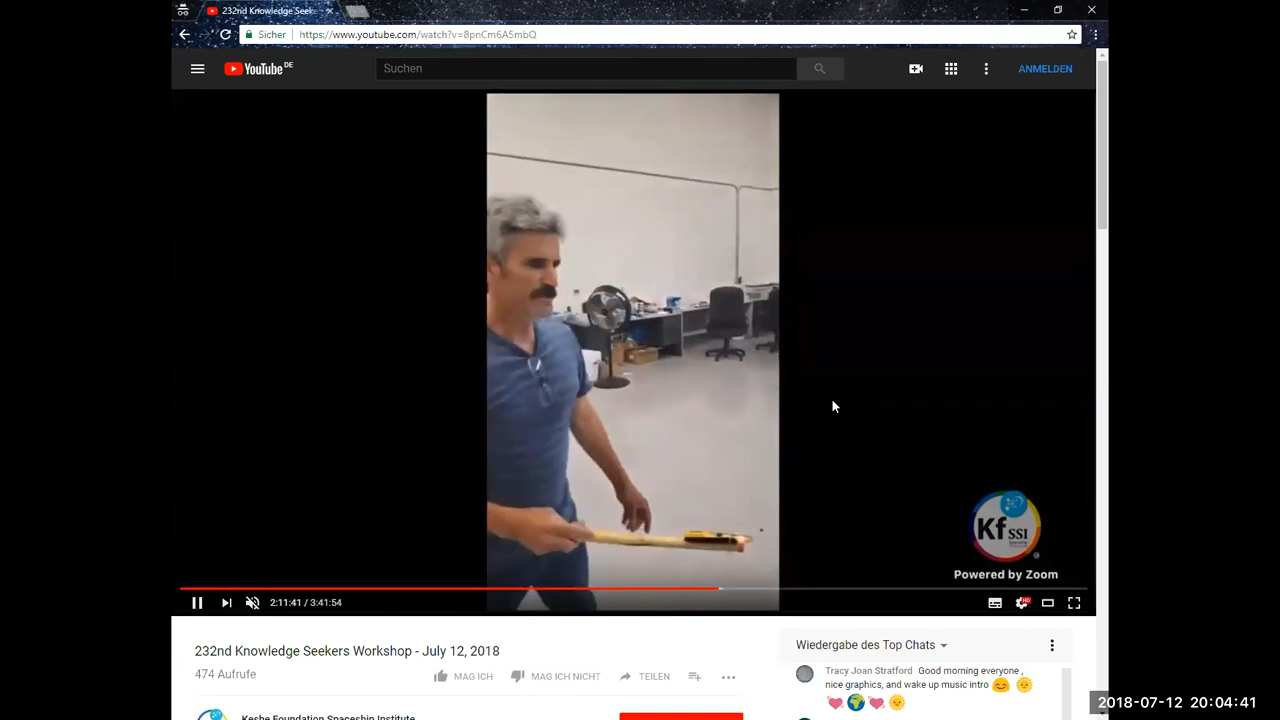 232nd Knowledge Seek
Sicher https://www.youtube.com/watch?v=8pnCm6A5mbQ
YouTube DE
Suchen
ANMELDEN
Kf SSI
Powered by Zoom
2:11:41 / 3:41:54
HD
232nd Knowledge Seekers Workshop - July 12, 2018
474 Aufrufe
MAG ICH
MAG ICH NICHT
TEILEN
Wiedergabe des Top Chats
Tracy Joan Stratford Good morning everyone ,
nice graphics, and wake up music intro
Keshe Foundation Spaceship Institute
2018-07-12 20:04:41